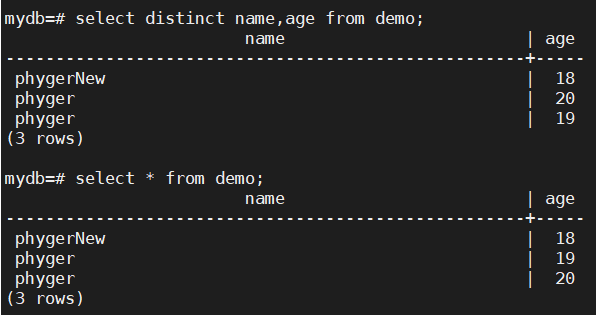 mydb=# select distinct name,age from demo;
                        name                        | age
----------------------------------------------------+-----
 phygerNew                                          |  18
 phyger                                             |  20
 phyger                                             |  19
(3 rows)

mydb=# select * from demo;
                        name                        | age
----------------------------------------------------+-----
 phygerNew                                          |  18
 phyger                                             |  19
 phyger                                             |  20
(3 rows)